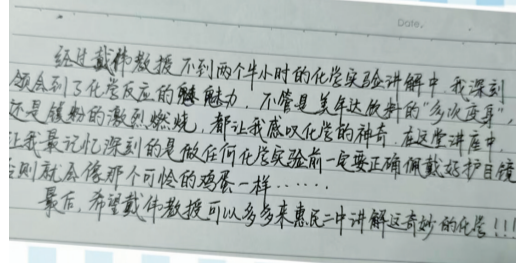 Date.
经过戴伟教授不到两个半小时的化学实验讲解中,我深刻
领会到了化学反应的魅力,不管是美年达饮料的"多次变身",
还是镁粉的激烈燃烧,都让我感叹化学的神奇,在这堂讲座中,
让我最记忆深刻的是做任何化学实验前一定要正确佩戴好护目镜
否则就会像那个可怜的鸡蛋一样……
最后,希望戴伟教授可以多多来惠民二中讲解这奇妙的化学!!!